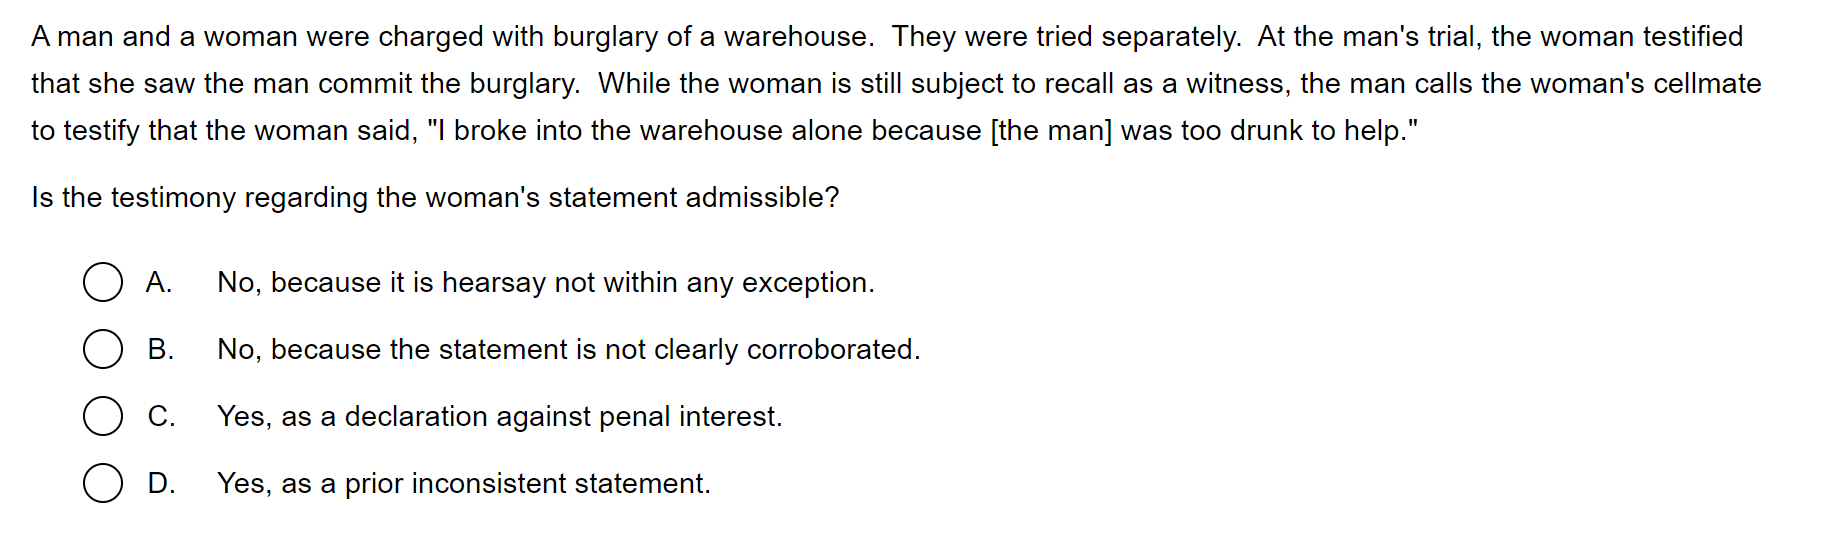 A man and a woman were charged with burglary of a warehouse.  They were tried separately.  At the man's trial, the woman testified
that she saw the man commit the burglary.  While the woman is still subject to recall as a witness, the man calls the woman's cellmate
to testify that the woman said, "I broke into the warehouse alone because [the man] was too drunk to help."
Is the testimony regarding the woman's statement admissible?
A. No, because it is hearsay not within any exception.
B. No, because the statement is not clearly corroborated.
C. Yes, as a declaration against penal interest.
D. Yes, as a prior inconsistent statement.